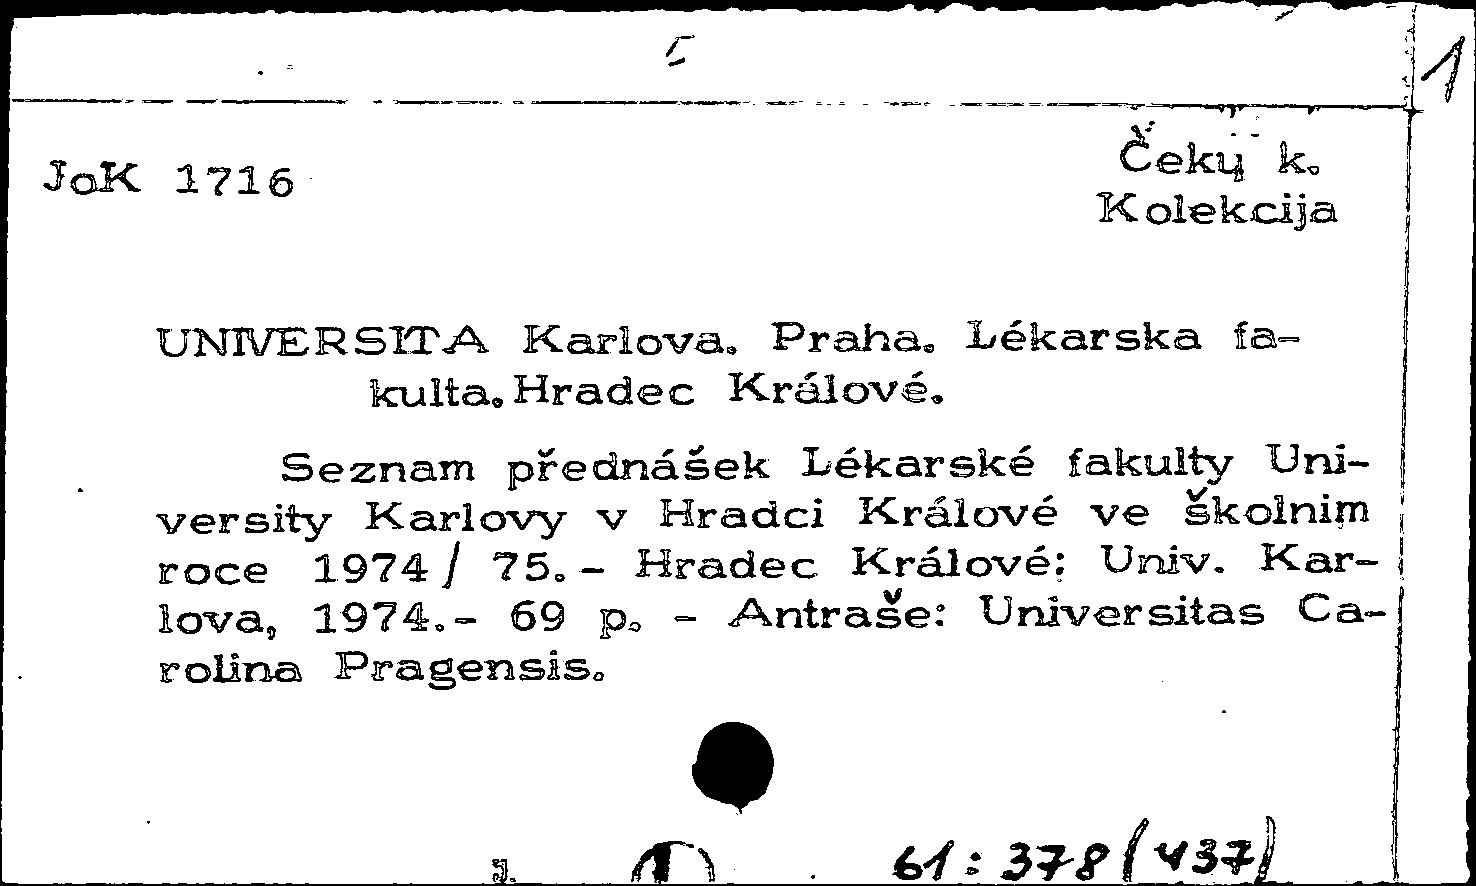 1
JoK 1716
Čekų k.
Kolekcija
UNIVERSITA Karlova. Praha. Lékarska fa-
kulta. Hradec Králové.
Seznam přednášek Lékarské fakulty Uni-
versity Karlovy v Hradci Králové ve školnim
roce 1974/ 75.- Hradec Králové: Univ. Kar-
lova, 1974.- 69 p. - Antraše: Universitas Ca-
rolina Pragensis.
61:378(437)